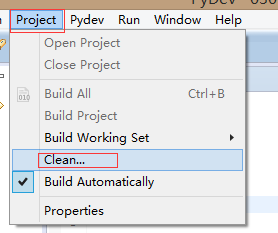 Project Pydev Run Window Help
Open Project
Close Project
Build All Ctrl+B
Build Project
Build Working Set
Clean...
Build Automatically
Properties